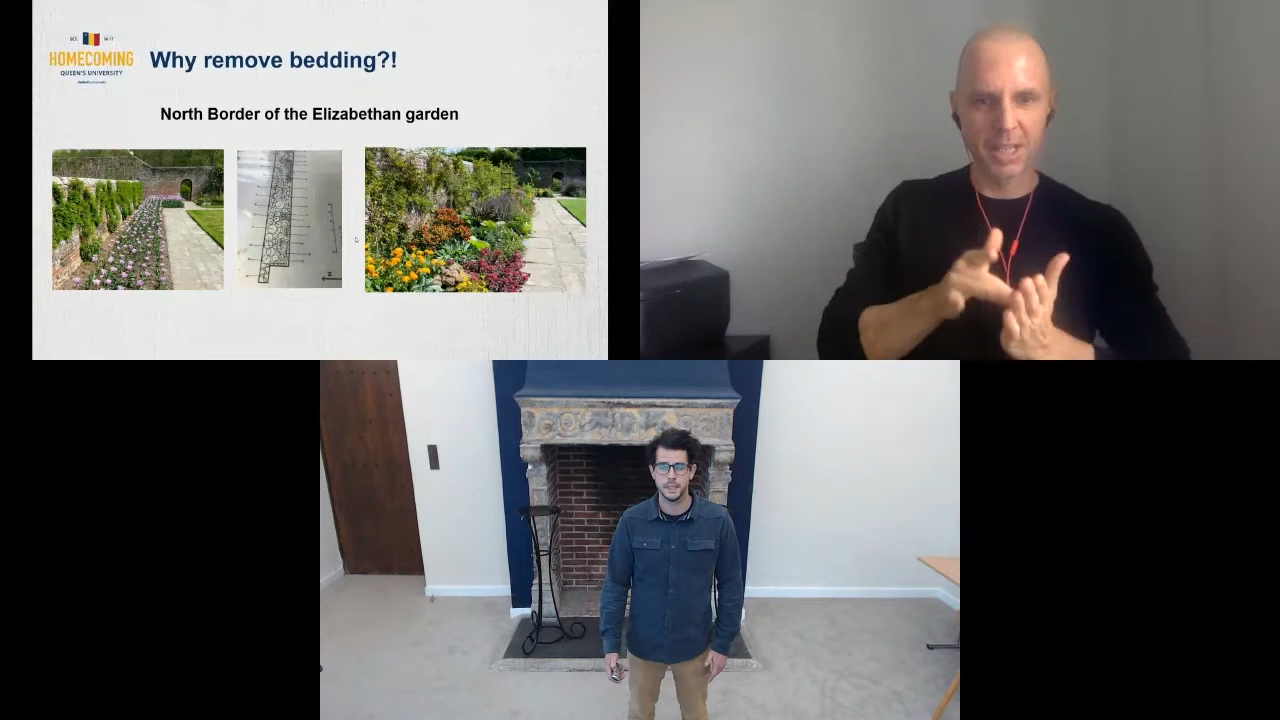 HOMECOMING
QUEEN'S UNIVERSITY
Why remove bedding?!
North Border of the Elizabethan garden